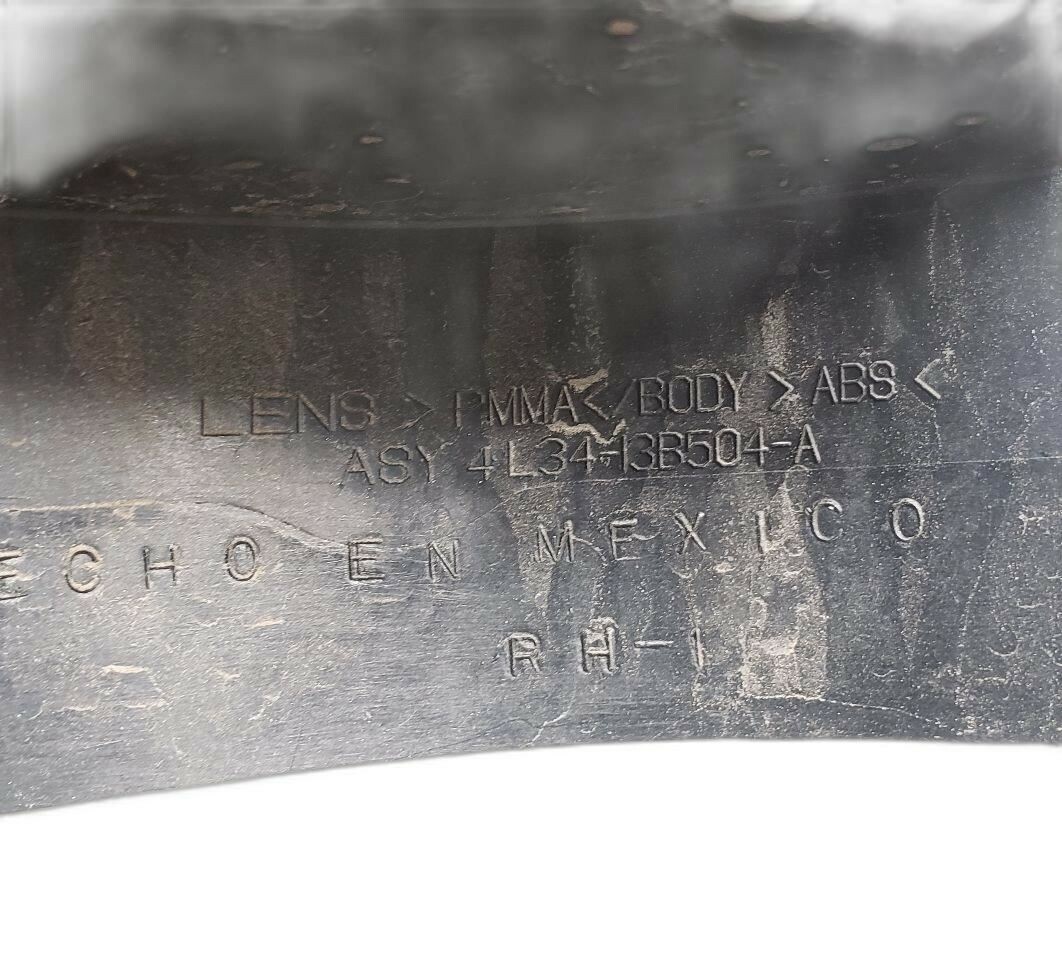 LENS >PMMA</BODY >ABS<
ASY 4L34-13B504-A
ECHO EN MEXICO
RH-1